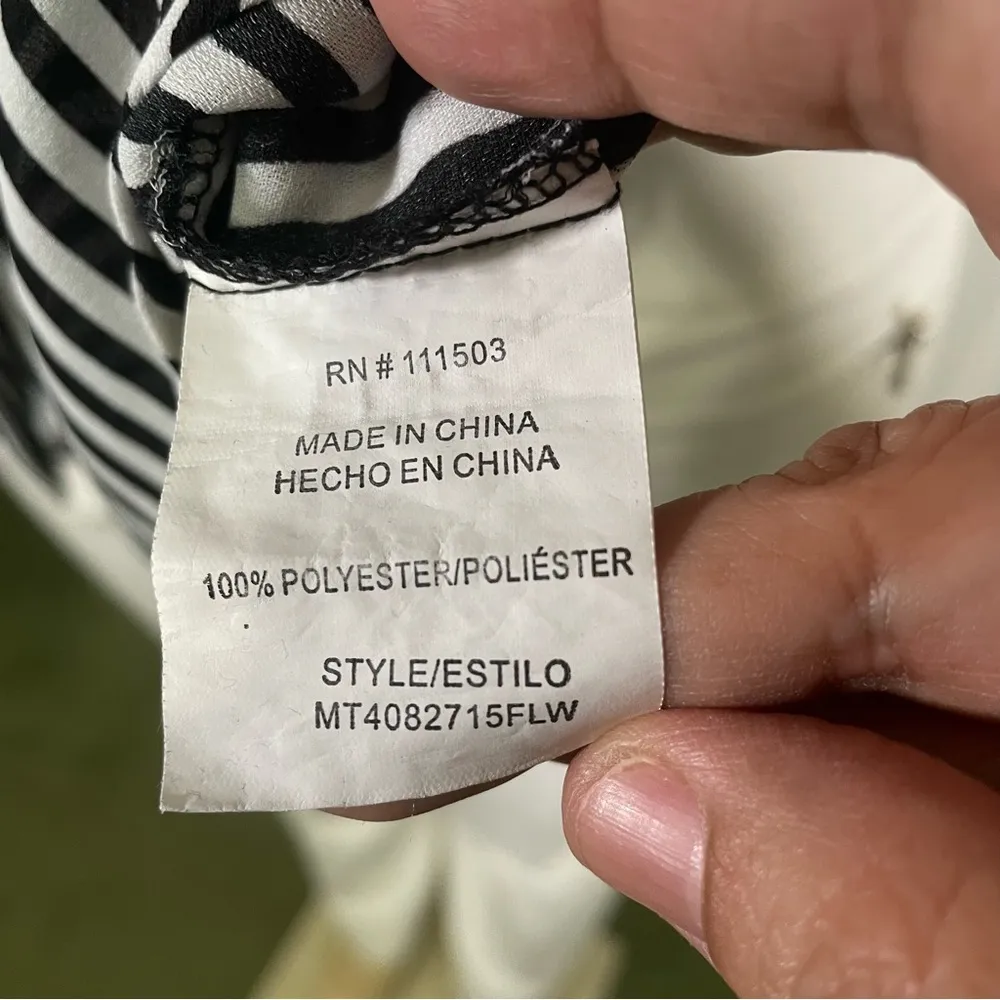 RN # 111503
MADE IN CHINA
HECHO EN CHINA
100% POLYESTER/POLIÉSTER
STYLE/ESTILO
MT4082715FLW